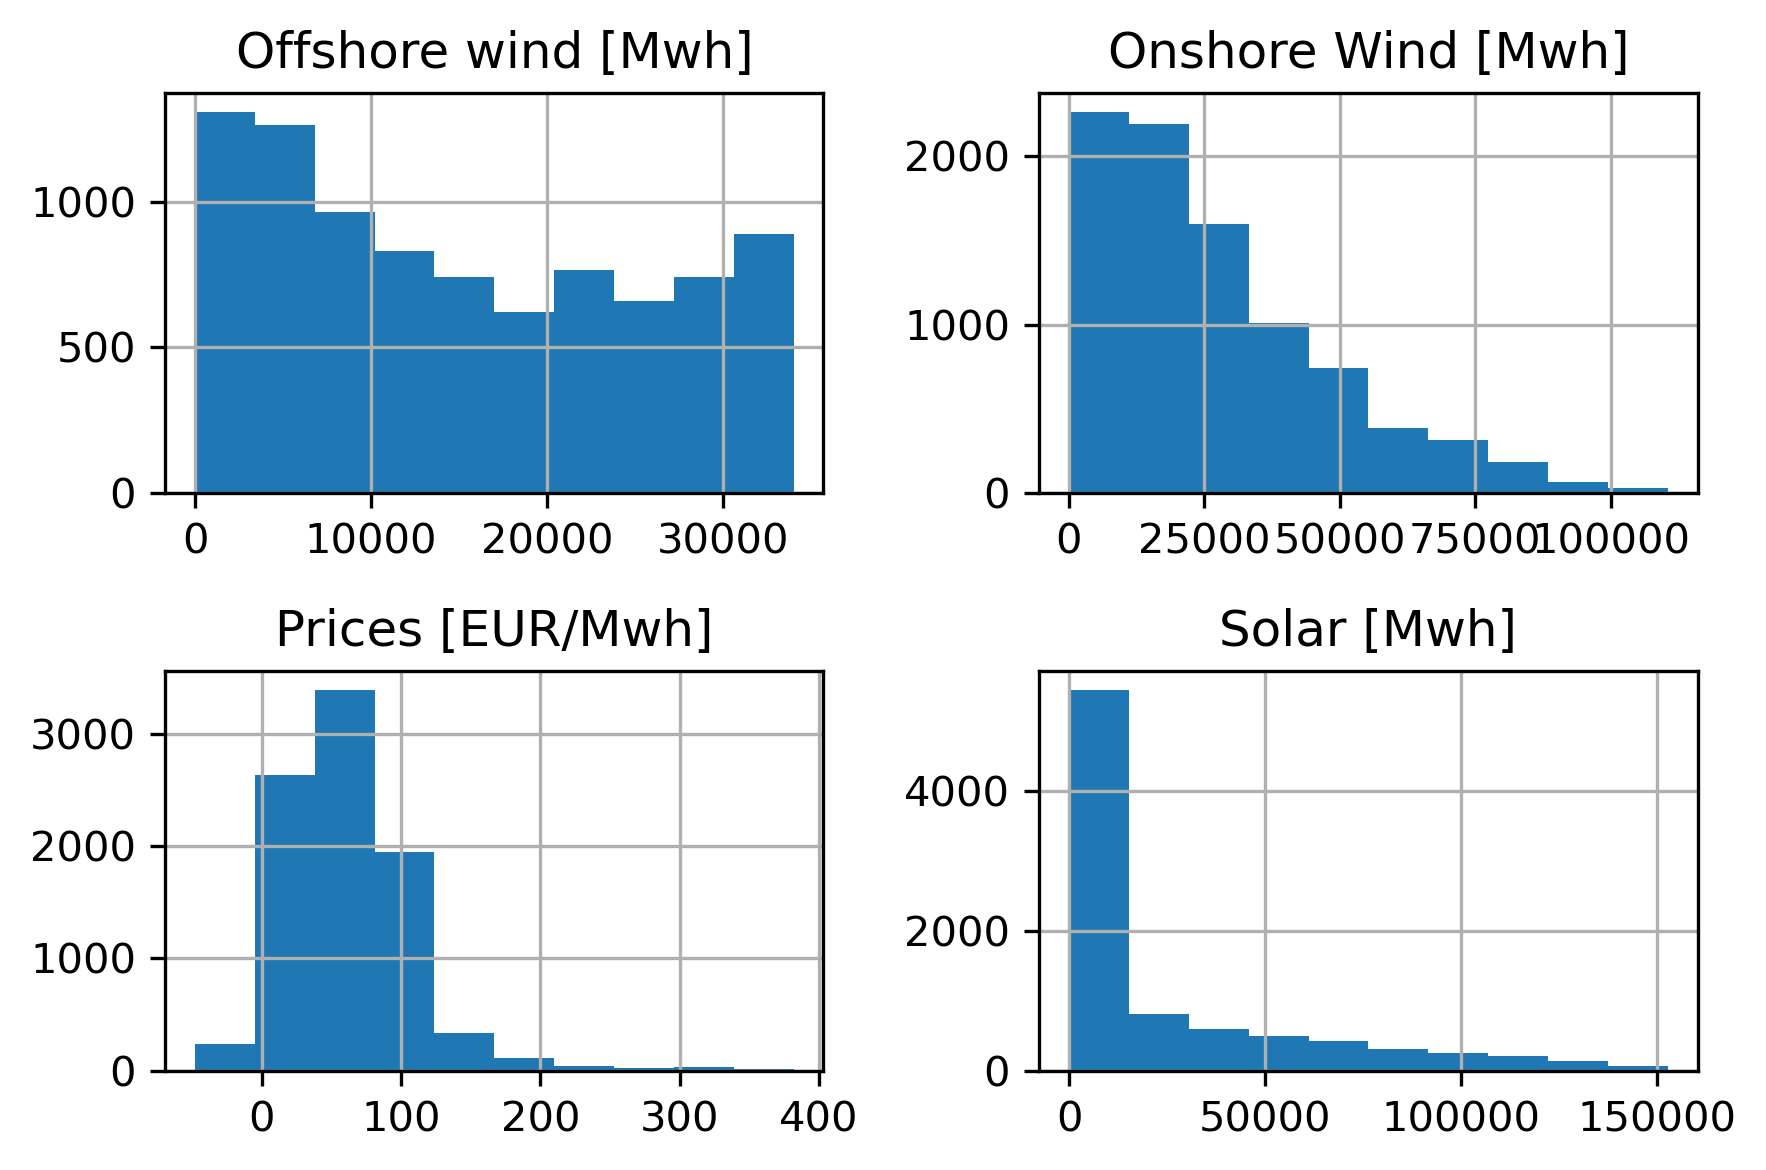 Offshore wind [Mwh]
1000
500
0
0 10000 20000 30000
Onshore Wind [Mwh]
2000
1000
0
0 25000 50000 75000 100000
Prices [EUR/Mwh]
3000
2000
1000
0
0 100 200 300 400
Solar [Mwh]
4000
2000
0
0 50000 100000 150000